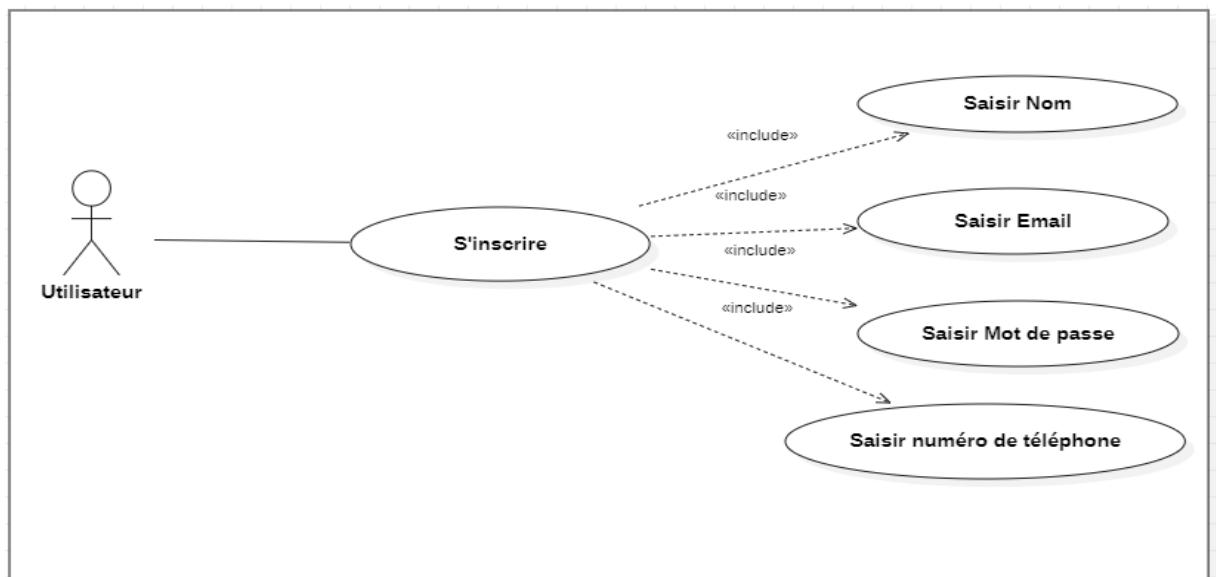 Saisir Nom
«include»
«include»
Saisir Email
S'inscrire
«include»
Utilisateur
«include»
Saisir Mot de passe
Saisir numéro de téléphone